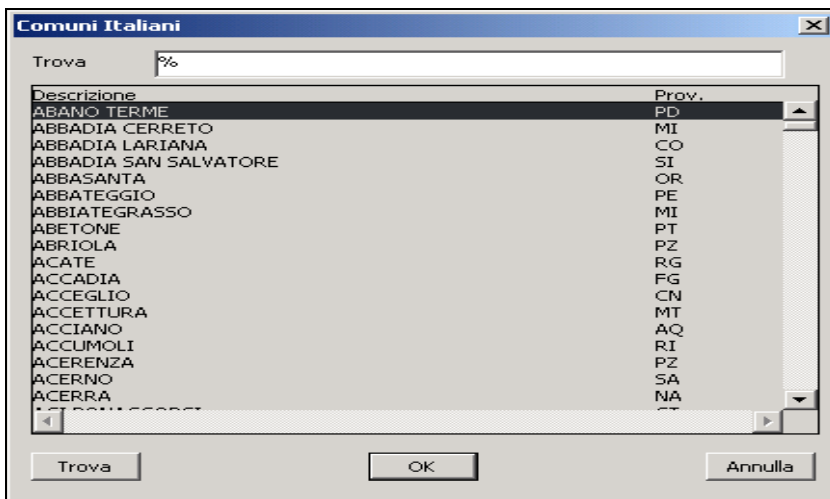 Comuni Italiani
Trova %
Descrizione Prov.
ABANO TERME PD
ABBADIA CERRETO MI
ABBADIA LARIANA CO
ABBADIA SAN SALVATORE SI
ABBASANTA OR
ABBATEGGIO PE
ABBIATEGRASSO MI
ABETONE PT
ABRIOLA PZ
ACATE RG
ACCADIA FG
ACCEGLIO CN
ACCETTURA MT
ACCIANO AQ
ACCUMOLI RI
ACERENZA PZ
ACERNO SA
ACERRA NA
Trova OK Annulla